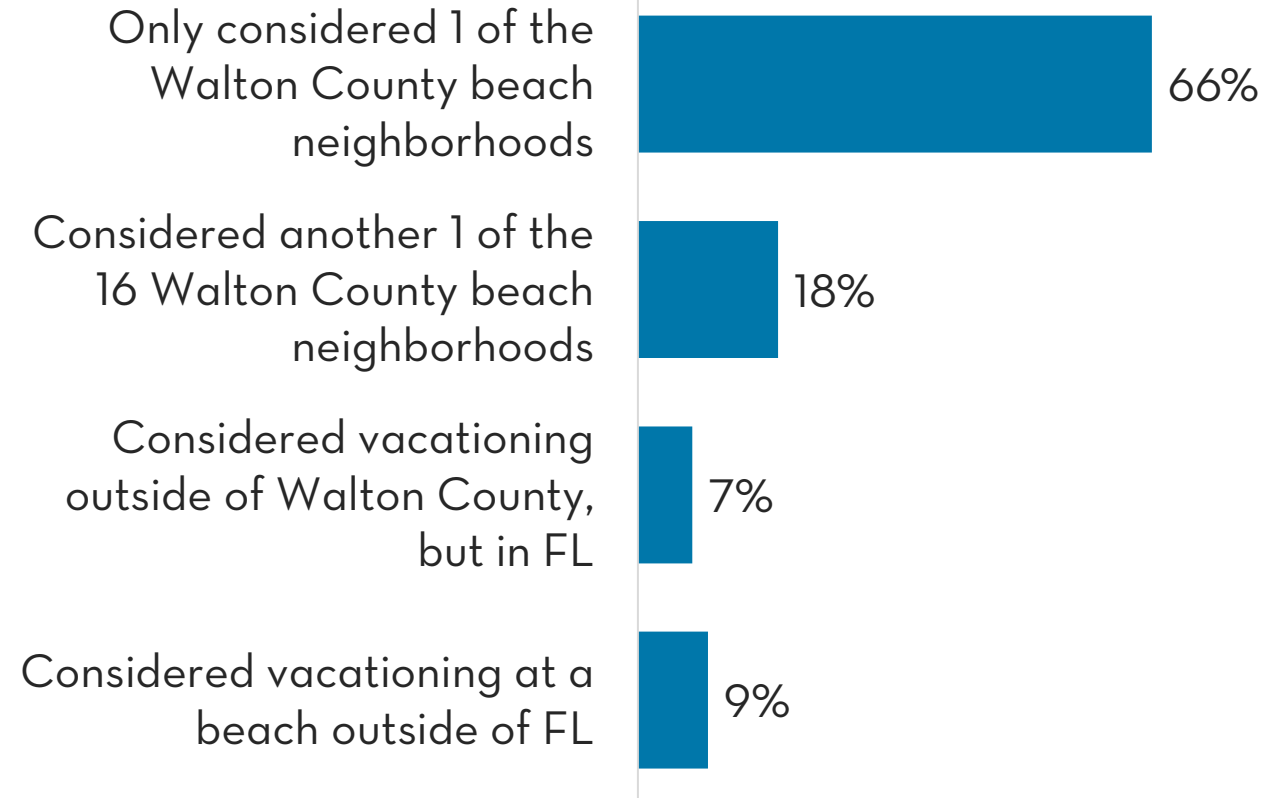 Only considered 1 of the
Walton County beach
neighborhoods
66%
Considered another 1 of the
16 Walton County beach
neighborhoods
18%
Considered vacationing
outside of Walton County,
but in FL
7%
Considered vacationing at a
beach outside of FL
9%